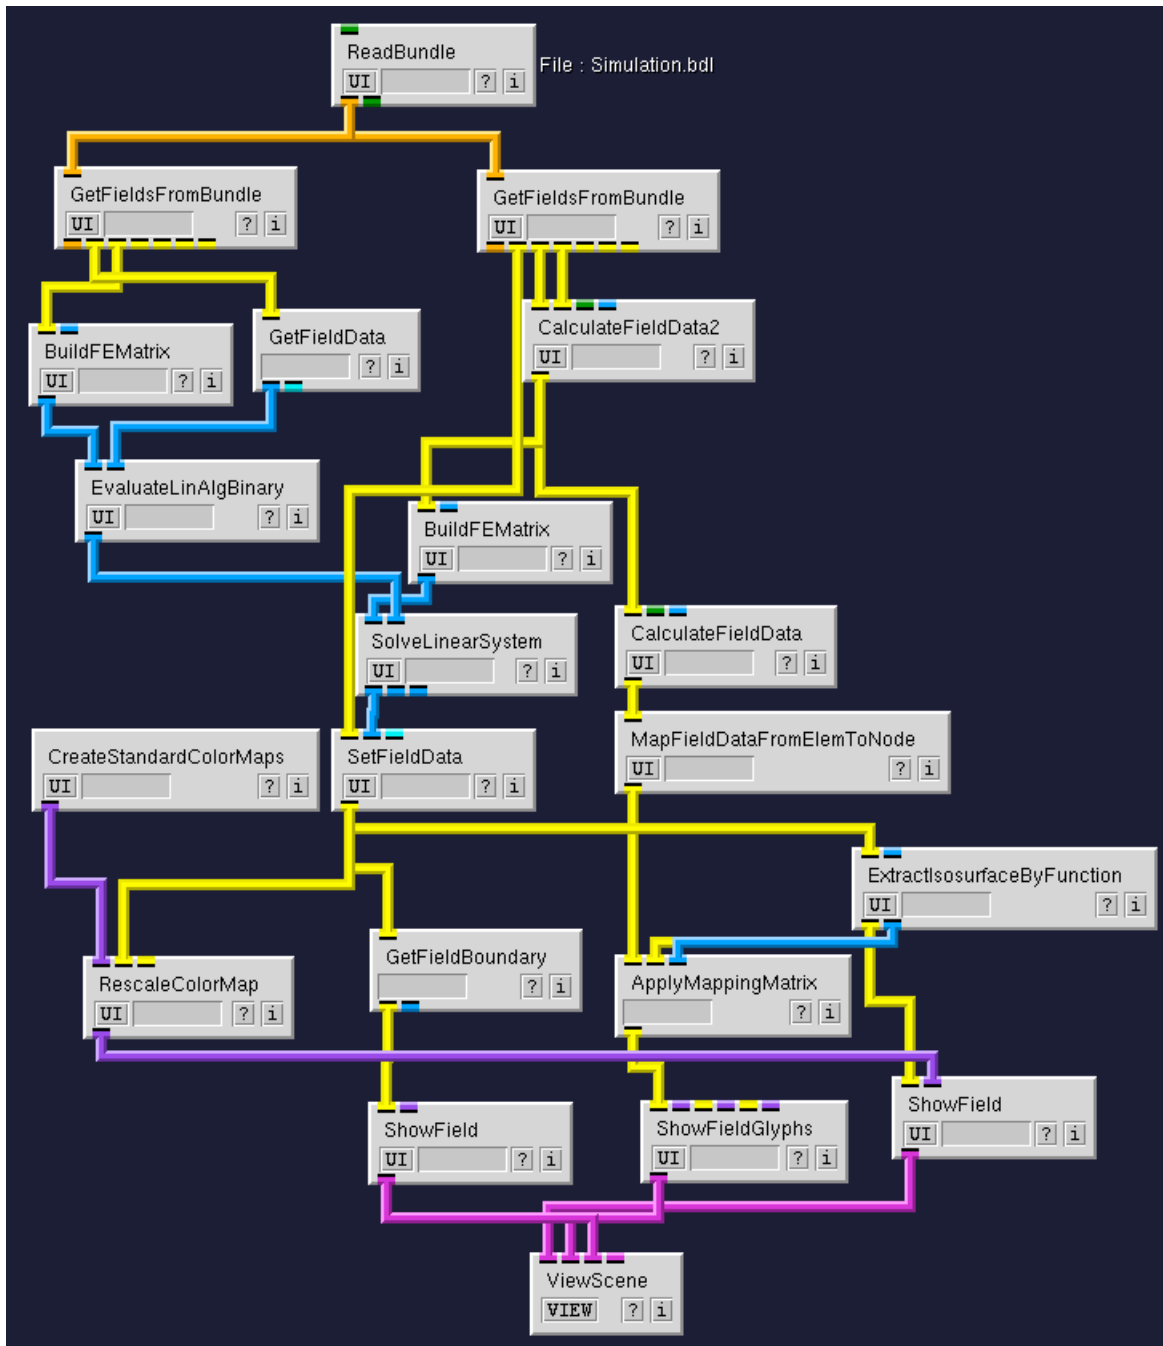 ReadBundle
UI ? i
File : Simulation.bdl
GetFieldsFromBundle
UI ? i
GetFieldsFromBundle
UI ? i
BuildFEMatrix
UI ? i
GetFieldData
? i
CalculateFieldData2
UI ? i
EvaluateLinAlgBinary
UI ? i
BuildFEMatrix
UI ? i
SolveLinearSystem
UI ? i
CalculateFieldData
UI ? i
CreateStandardColorMaps
UI ? i
SetFieldData
UI ? i
MapFieldDataFromElemToNode
UI ? i
ExtractIsosurfaceByFunction
UI ? i
RescaleColorMap
UI ? i
GetFieldBoundary
? i
ApplyMappingMatrix
? i
ShowField
UI ? i
ShowFieldGlyphs
UI ? i
ShowField
UI ? i
ViewScene
VIEW ? i